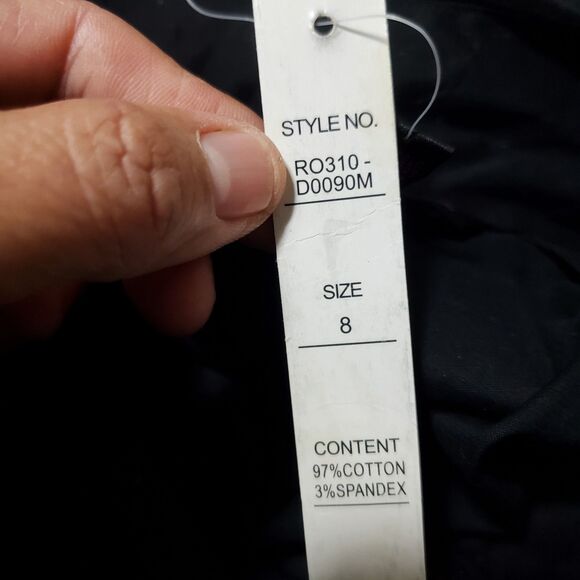 STYLE NO.
RO310 -
D0090M
SIZE
8
CONTENT
97%COTTON
3%SPANDEX